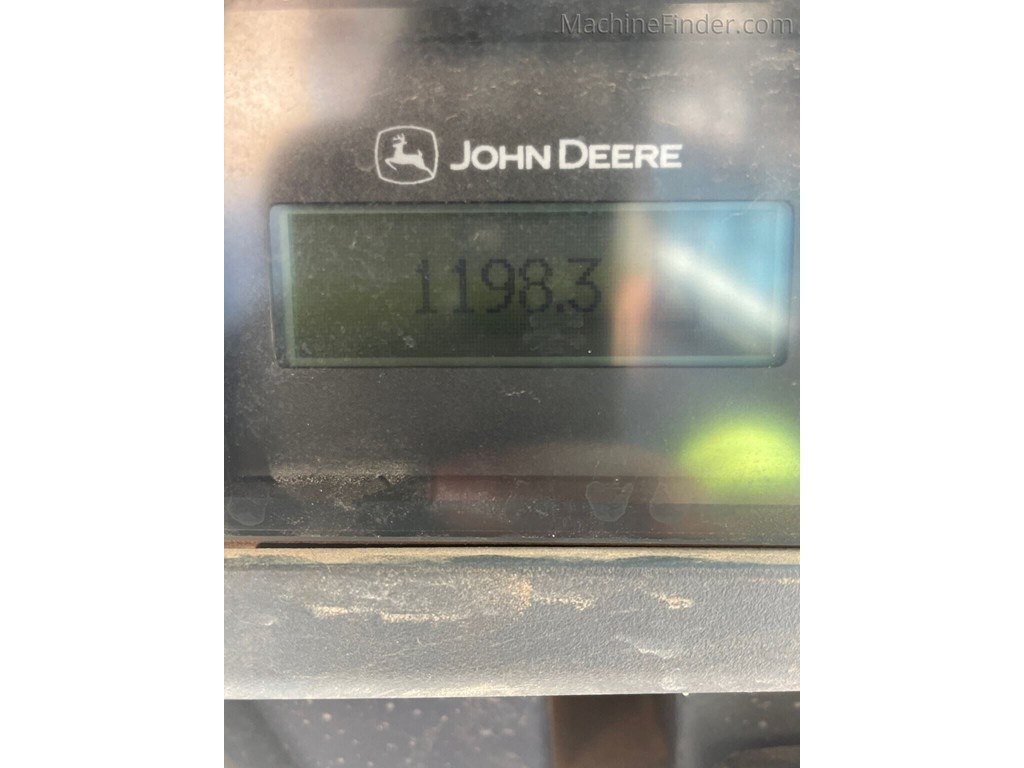 MachineFinder.com
JOHN DEERE
1198.3